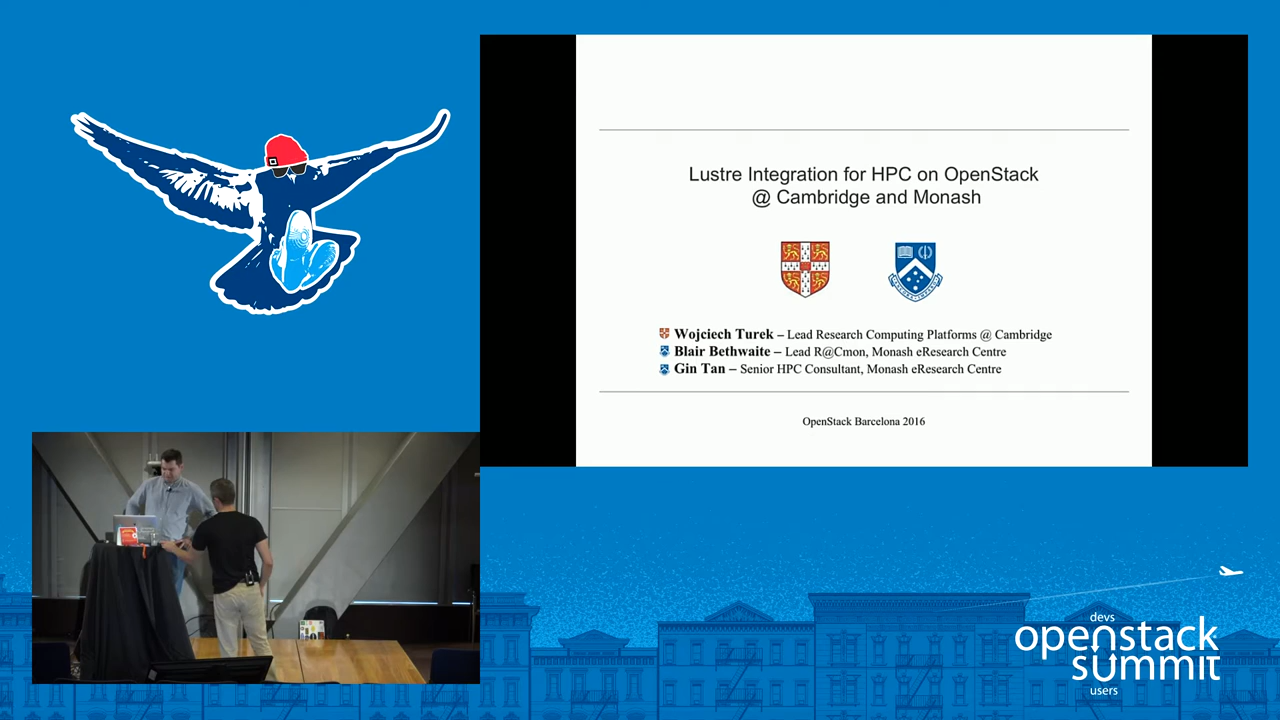 Lustre Integration for HPC on OpenStack
@ Cambridge and Monash
Wojciech Turek – Lead Research Computing Platforms @ Cambridge
Blair Bethwaite – Lead R@Cmon, Monash eResearch Centre
Gin Tan – Senior HPC Consultant, Monash eResearch Centre
OpenStack Barcelona 2016
devs
openstack
summit
users